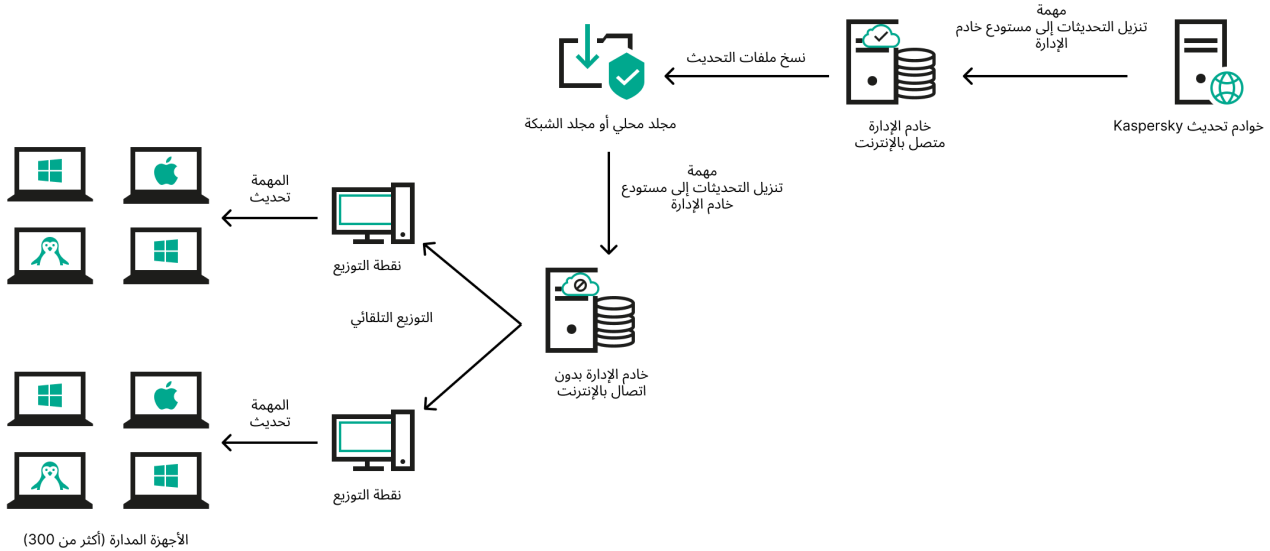 مهمة
تنزيل التحديثات إلى مستودع خادم
الإدارة
خوادم تحديث Kaspersky
خادم الإدارة
متصل بالإنترنت
نسخ ملفات التحديث
مجلد محلي أو مجلد الشبكة
مهمة
تنزيل التحديثات إلى مستودع
خادم الإدارة
خادم الإدارة بدون
اتصال بالإنترنت
التوزيع التلقائي
نقطة التوزيع
المهمة
تحديث
نقطة التوزيع
المهمة
تحديث
الأجهزة المدارة (أكثر من 300)